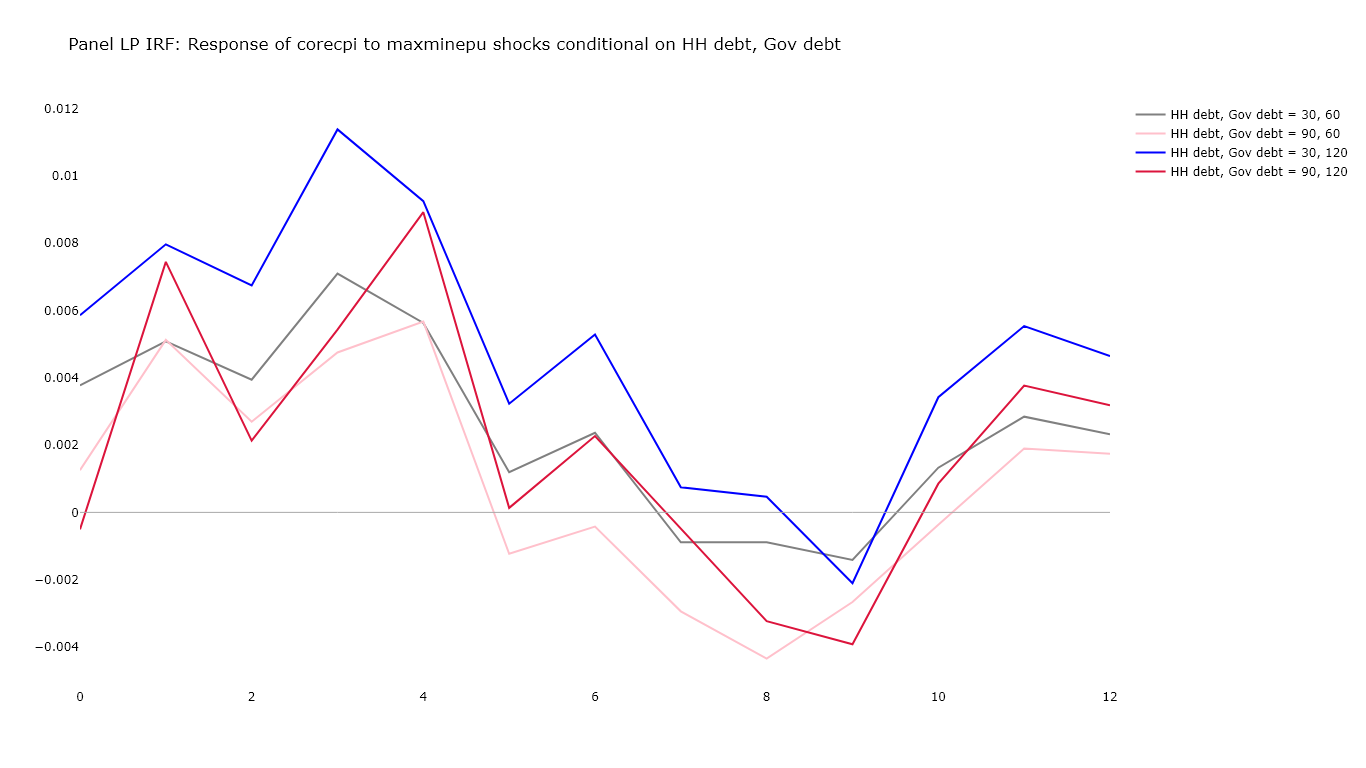 Panel LP IRF: Response of corecpi to maxminepu shocks conditional on HH debt, Gov debt
0.012
0.01
0.008
0.006
0.004
0.002
0
−0.002
−0.004
0 2 4 6 8 10 12
HH debt, Gov debt = 30, 60
HH debt, Gov debt = 90, 60
HH debt, Gov debt = 30, 120
HH debt, Gov debt = 90, 120